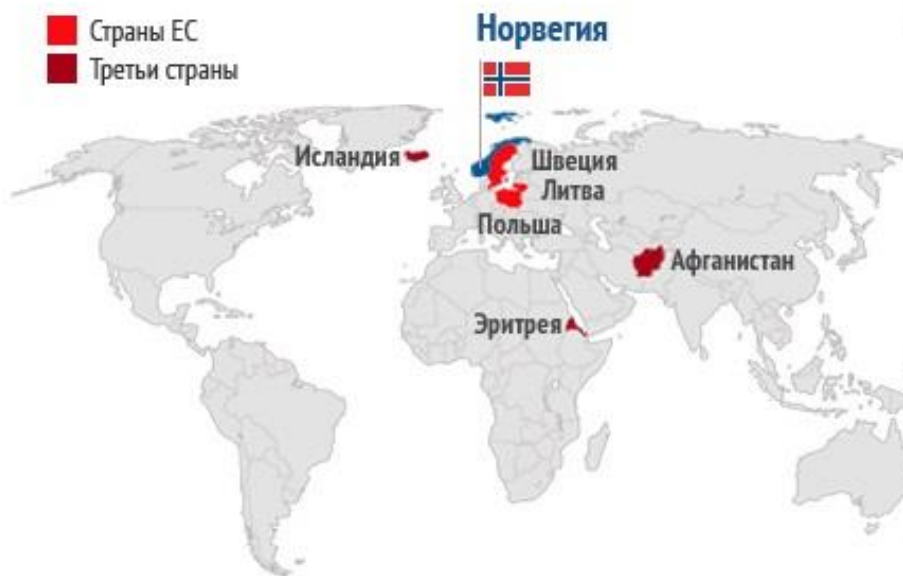 Страны ЕС
Третьи страны
Норвегия
Исландия
Швеция
Литва
Польша
Афганистан
Эритрея